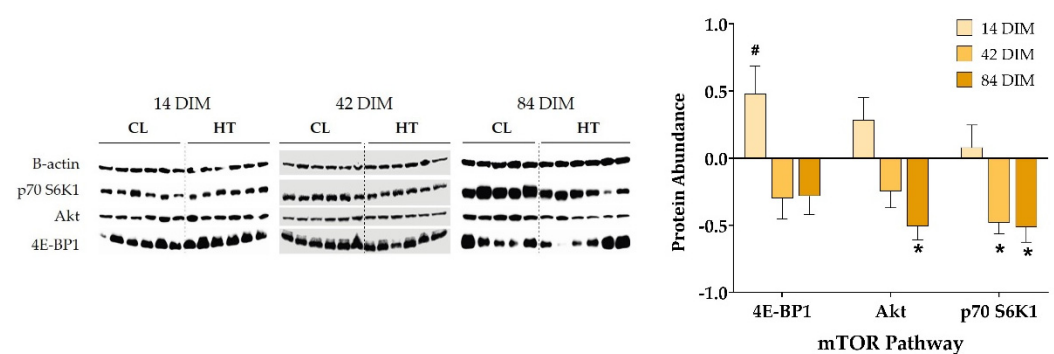 14 DIM 42 DIM 84 DIM
CL HT CL HT CL HT
B-actin
p70 S6K1
Akt
4E-BP1
Protein Abundance
1.0
0.5
0.0
-0.5
-1.0
#
*
*
*
14 DIM
42 DIM
84 DIM
4E-BP1 Akt p70 S6K1
mTOR Pathway